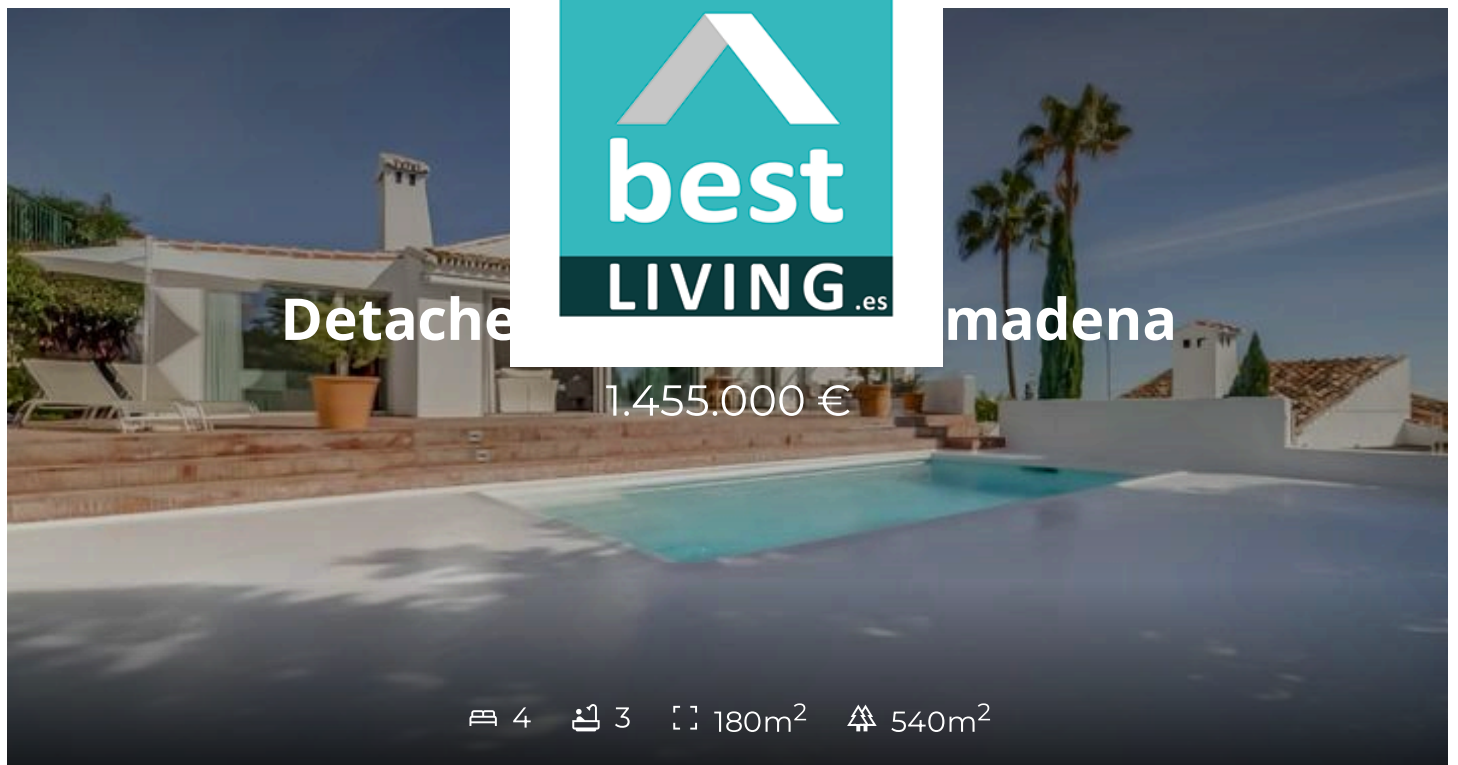 best
LIVING.es
Detache madena
1.455.000 €
4 3 180m² 540m²